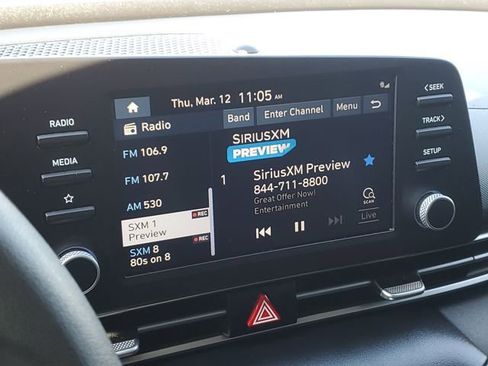 Thu, Mar. 12 11:05 AM
Radio
Band
Enter Channel
Menu
RADIO
MEDIA
FM 106.9
FM 107.7
AM 530
SXM 1
Preview
REC
SXM 8
80s on 8
REC
SIRIUSXM
PREVIEW
1
SiriusXM Preview
844-711-8800
Great Offer Now!
Entertainment
SCAN
Live
< SEEK
TRACK >
SETUP